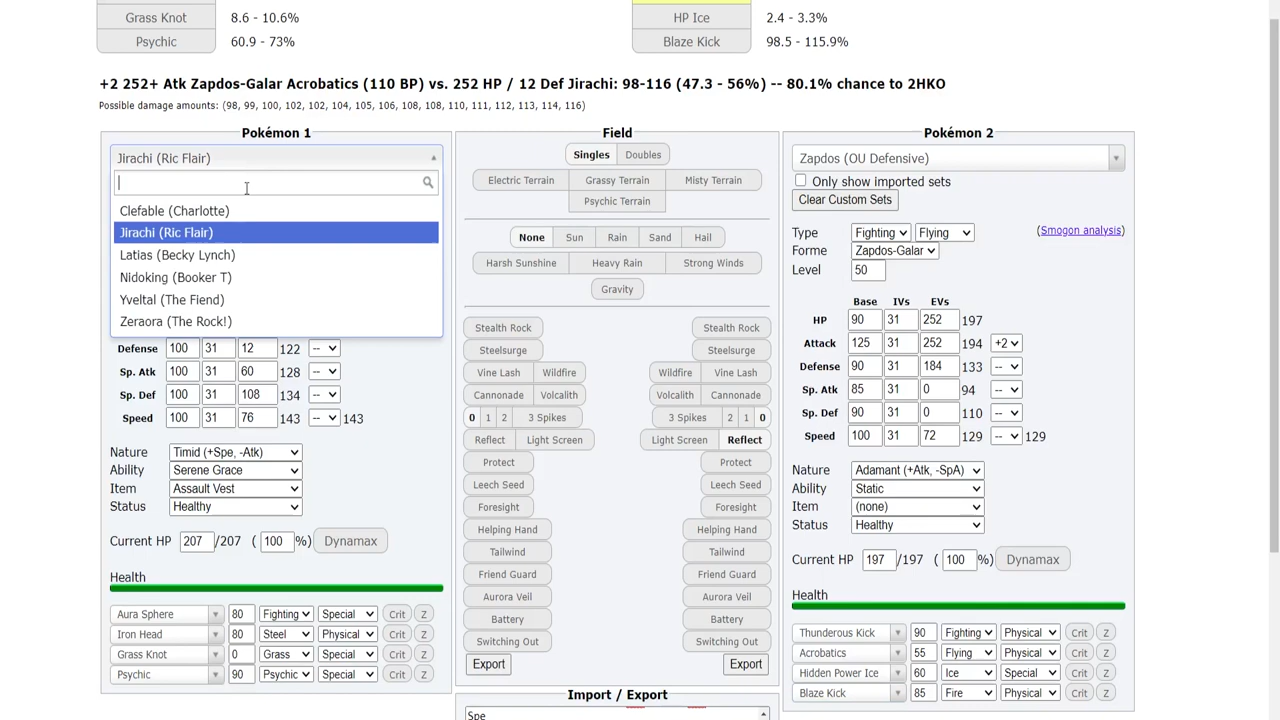 Grass Knot 8.6 - 10.6% HP Ice 2.4 - 3.3%
Psychic 60.9 - 73% Blaze Kick 98.5 - 115.9%
+2 252+ Atk Zapdos-Galar Acrobatics (110 BP) vs. 252 HP / 12 Def Jirachi: 98-116 (47.3 - 56%) -- 80.1% chance to 2HKO
Possible damage amounts: (98, 99, 100, 102, 102, 104, 105, 106, 108, 108, 110, 111, 112, 113, 114, 116)
Pokémon 1
Jirachi (Ric Flair)
Clefable (Charlotte)
Jirachi (Ric Flair)
Latias (Becky Lynch)
Nidoking (Booker T)
Yveltal (The Fiend)
Zeraora (The Rock!)
Defense 100 31 12 122 --
Sp. Atk 100 31 60 128 --
Sp. Def 100 31 108 134 --
Speed 100 31 76 143 -- 143
Nature Timid (+Spe, -Atk)
Ability Serene Grace
Item Assault Vest
Status Healthy
Current HP 207 /207 ( 100 %) Dynamax
Health
Aura Sphere 80 Fighting Special Crit Z
Iron Head 80 Steel Physical Crit Z
Grass Knot 0 Grass Special Crit Z
Psychic 90 Psychic Special Crit Z
Field
Singles Doubles
Electric Terrain Grassy Terrain Misty Terrain
Psychic Terrain
None Sun Rain Sand Hail
Harsh Sunshine Heavy Rain Strong Winds
Gravity
Stealth Rock Stealth Rock
Steelsurge Steelsurge
Vine Lash Wildfire Wildfire Vine Lash
Cannonade Volcalith Volcalith Cannonade
0 1 2 3 Spikes 3 Spikes 2 1 0
Reflect Light Screen Light Screen Reflect
Protect Protect
Leech Seed Leech Seed
Foresight Foresight
Helping Hand Helping Hand
Tailwind Tailwind
Friend Guard Friend Guard
Aurora Veil Aurora Veil
Battery Battery
Switching Out Switching Out
Export Export
Import / Export
Spe
Pokémon 2
Zapdos (OU Defensive)
Only show imported sets
Clear Custom Sets
Type Fighting Flying (Smogon analysis)
Forme Zapdos-Galar
Level 50
Base IVs EVs
HP 90 31 252 197
Attack 125 31 252 194 +2
Defense 90 31 184 133 --
Sp. Atk 85 31 0 94 --
Sp. Def 90 31 0 110 --
Speed 100 31 72 129 -- 129
Nature Adamant (+Atk, -SpA)
Ability Static
Item (none)
Status Healthy
Current HP 197 /197 ( 100 %) Dynamax
Health
Thunderous Kick 90 Fighting Physical Crit Z
Acrobatics 55 Flying Physical Crit Z
Hidden Power Ice 60 Ice Special Crit Z
Blaze Kick 85 Fire Physical Crit Z